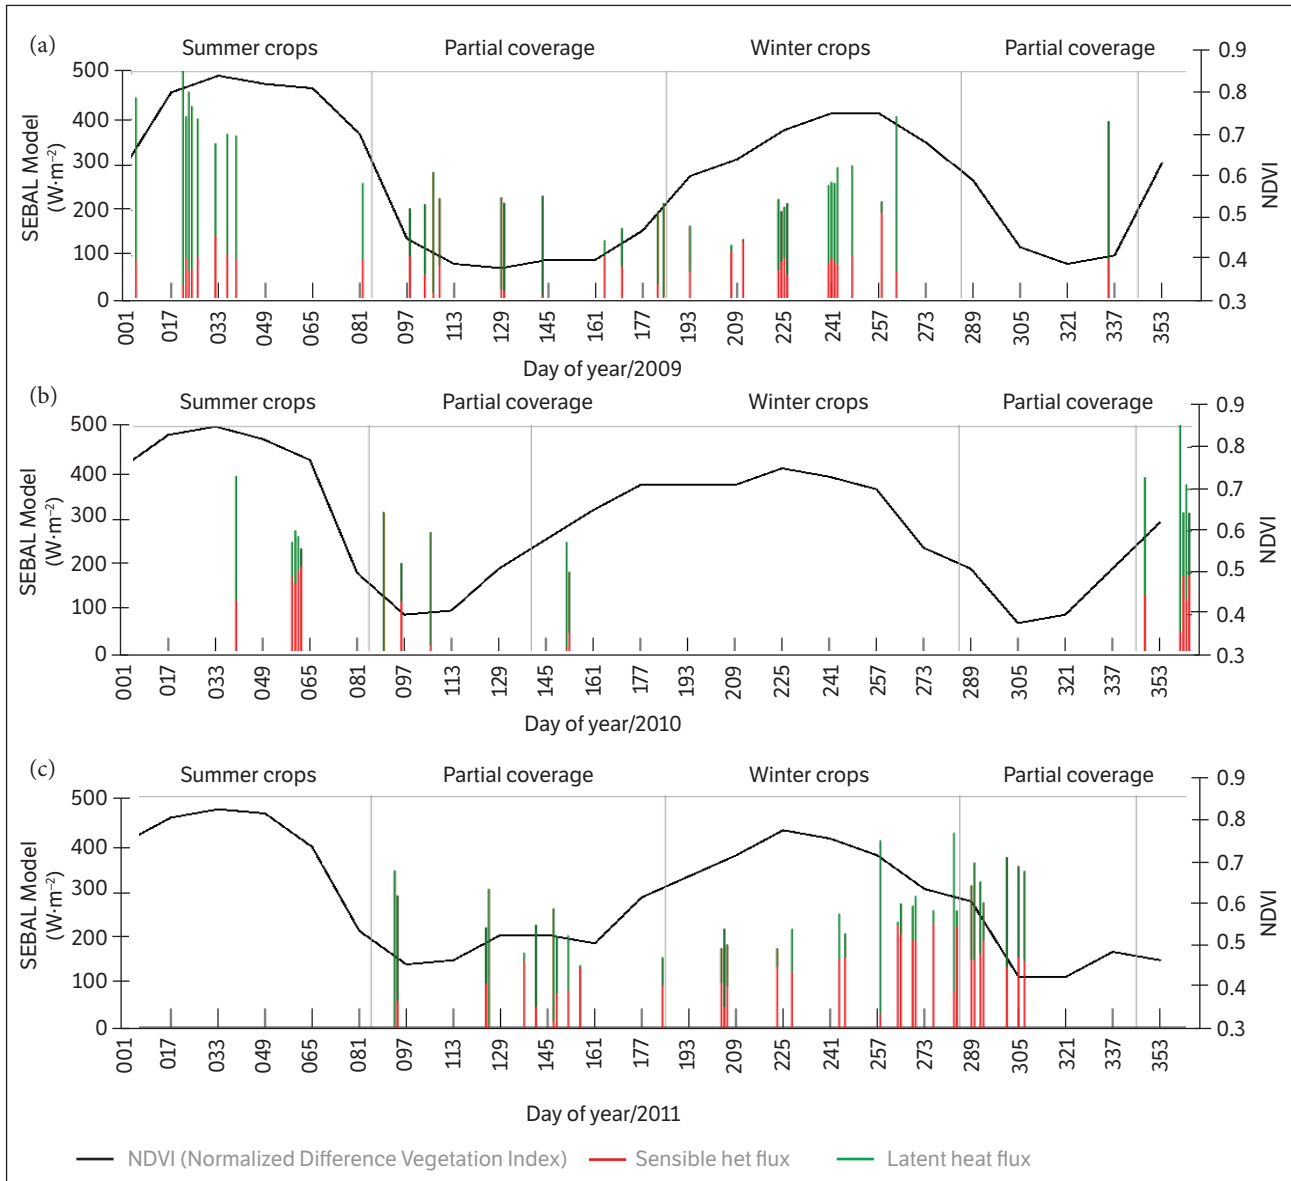 (a)
Summer crops Partial coverage Winter crops Partial coverage
SEBAL Model
(W·m⁻²)
500
400
300
200
100
0
0.9
0.8
0.7
0.6
0.5
0.4
0.3
NDVI
001 017 033 049 065 081 097 113 129 145 161 177 193 209 225 241 257 273 289 305 321 337 353
Day of year/2009
(b)
Summer crops Partial coverage Winter crops Partial coverage
SEBAL Model
(W·m⁻²)
500
400
300
200
100
0
0.9
0.8
0.7
0.6
0.5
0.4
0.3
NDVI
001 017 033 049 065 081 097 113 129 145 161 177 193 209 225 241 257 273 289 305 321 337 353
Day of year/2010
(c)
Summer crops Partial coverage Winter crops Partial coverage
SEBAL Model
(W·m⁻²)
500
400
300
200
100
0
0.9
0.8
0.7
0.6
0.5
0.4
0.3
NDVI
001 017 033 049 065 081 097 113 129 145 161 177 193 209 225 241 257 273 289 305 321 337 353
Day of year/2011
NDVI (Normalized Difference Vegetation Index) Sensible het flux Latent heat flux